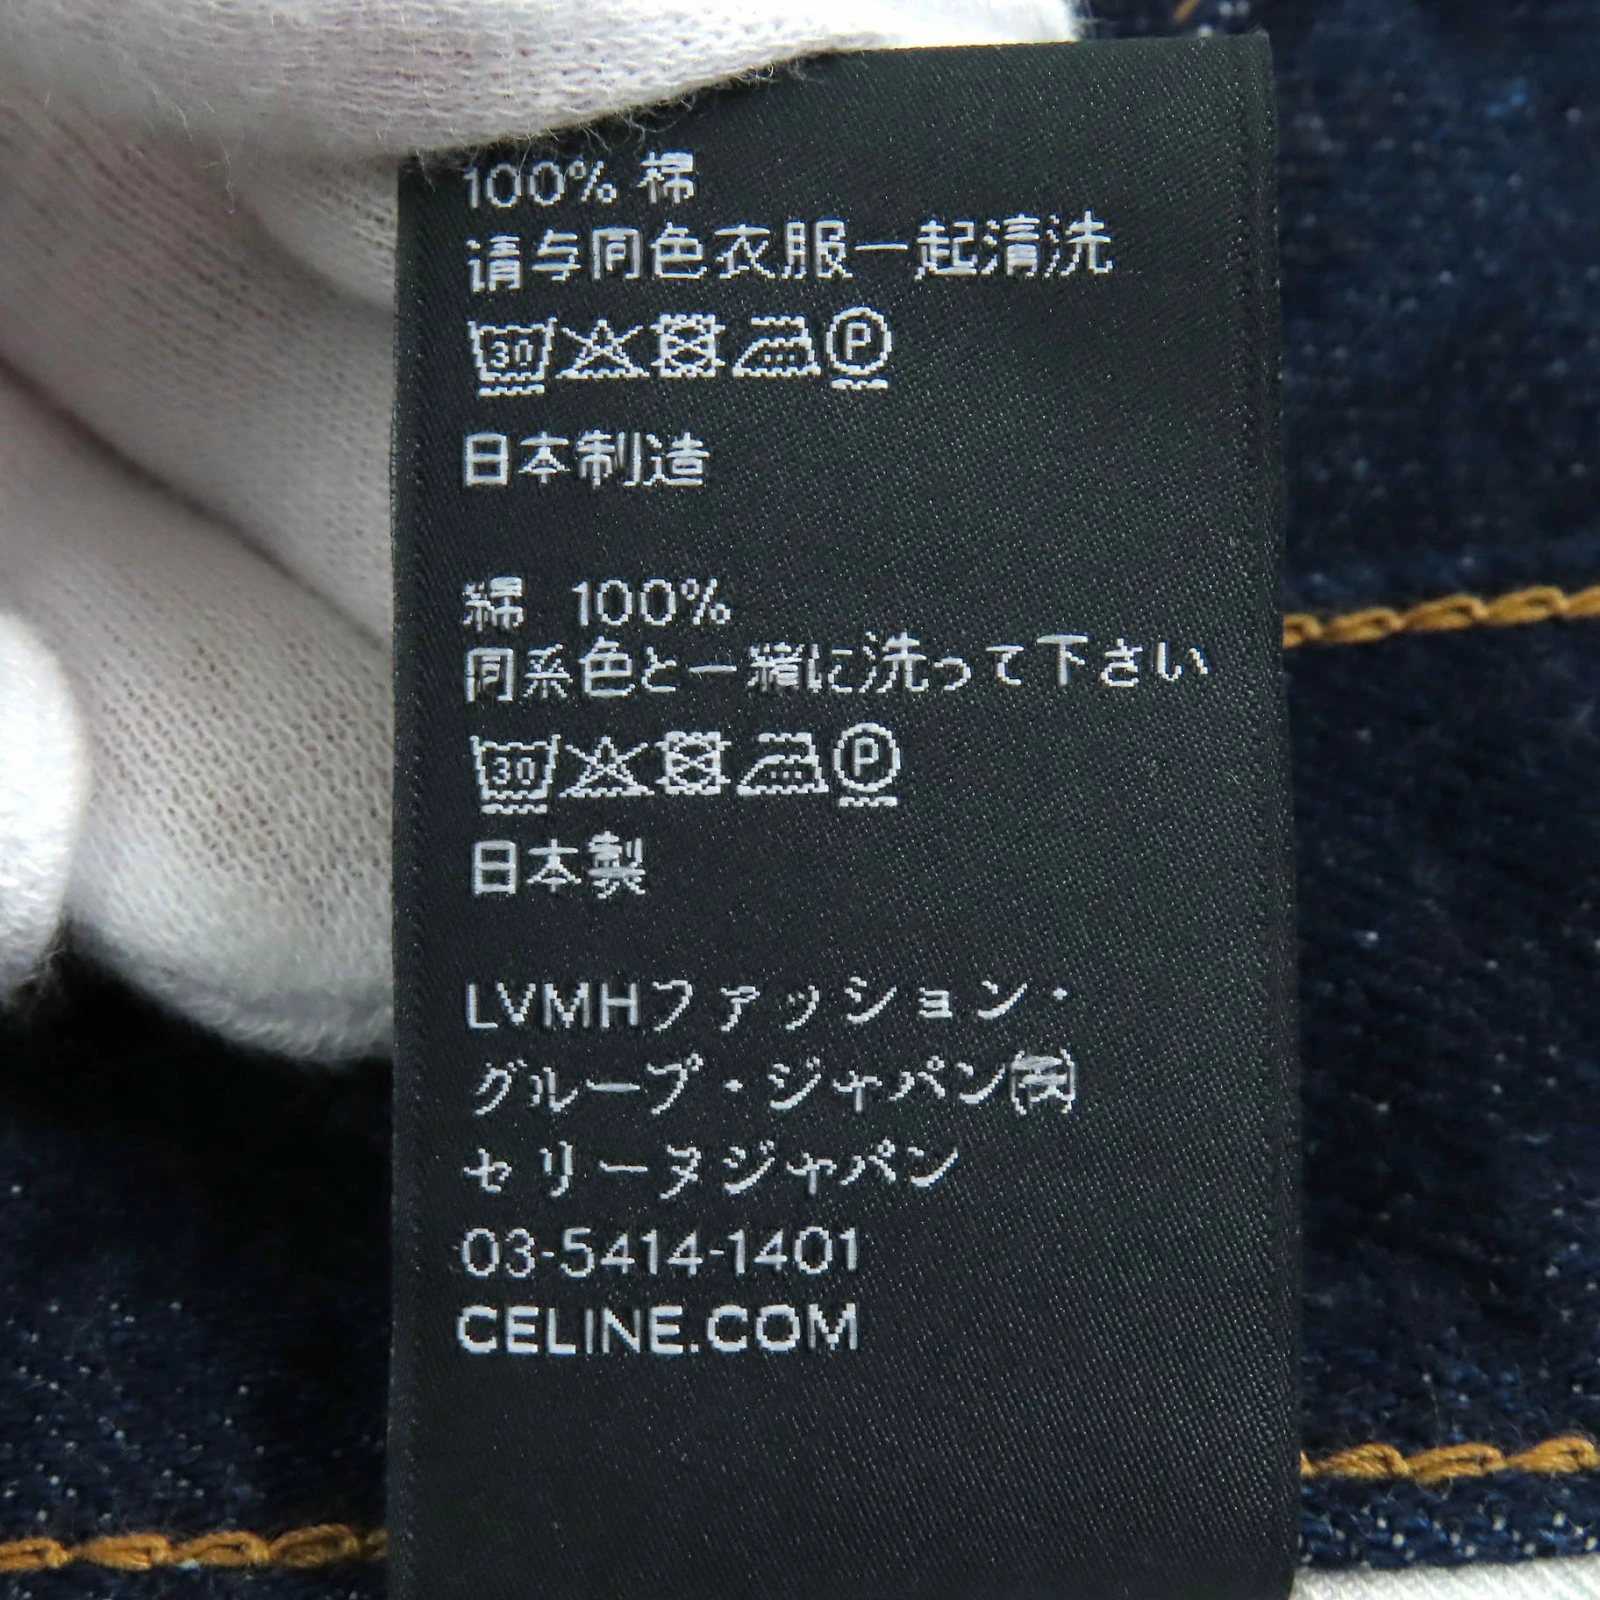 100% 棉
请与同色衣服一起清洗
30 P
日本制造
綿 100%
同系色と一緒に洗って下さい
30 P
日本製
LVMHファッション・
グループ・ジャパン㈱
セリーヌジャパン
03-5414-1401
CELINE.COM